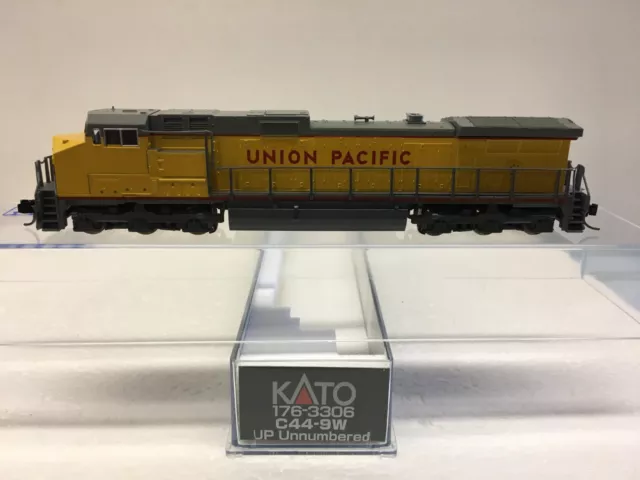 UNION PACIFIC
KATO
176-3306
C44-9W
UP Unnumbered